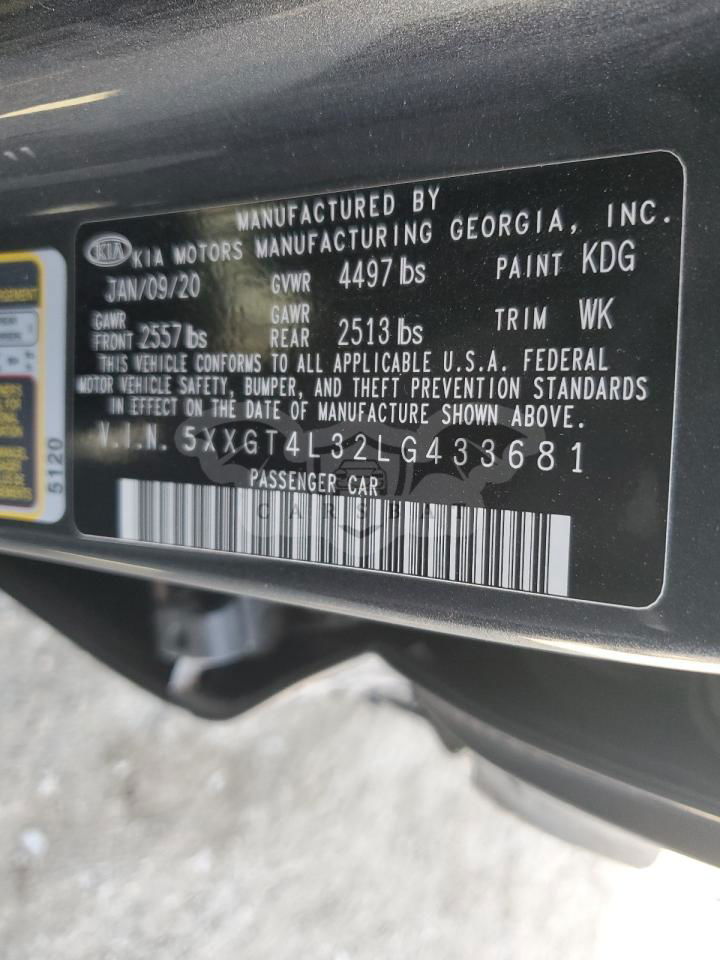 MANUFACTURED BY
KIA KIA MOTORS MANUFACTURING GEORGIA, INC.
JAN/09/20 GVWR 4497 lbs PAINT KDG
GAWR FRONT 2557 lbs GAWR REAR 2513 lbs TRIM WK
THIS VEHICLE CONFORMS TO ALL APPLICABLE U.S.A. FEDERAL
MOTOR VEHICLE SAFETY, BUMPER, AND THEFT PREVENTION STANDARDS
IN EFFECT ON THE DATE OF MANUFACTURE SHOWN ABOVE.
V.I.N. 5XXGT4L32LG433681
PASSENGER CAR
CARSBAT
5120